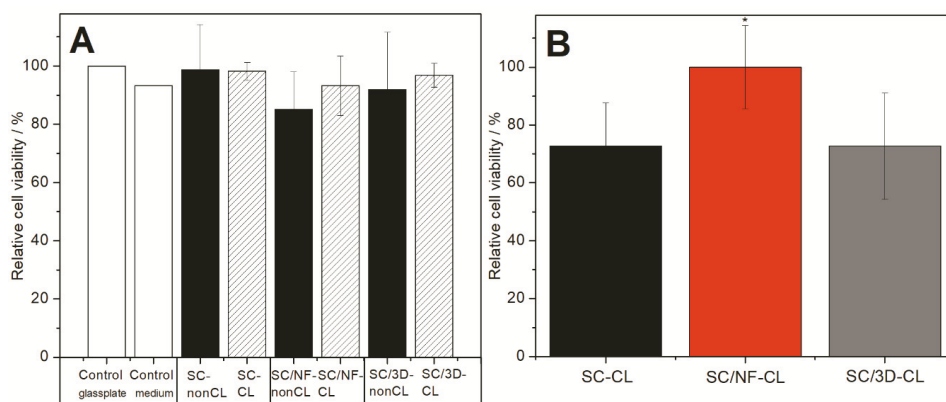 A
Relative cell viability / %
100
80
60
40
20
0
Control glassplate
Control medium
SC-nonCL
SC-CL
SC/NF-nonCL
SC/NF-CL
SC/3D-nonCL
SC/3D-CL
B
*
Relative cell viability / %
100
80
60
40
20
0
SC-CL
SC/NF-CL
SC/3D-CL